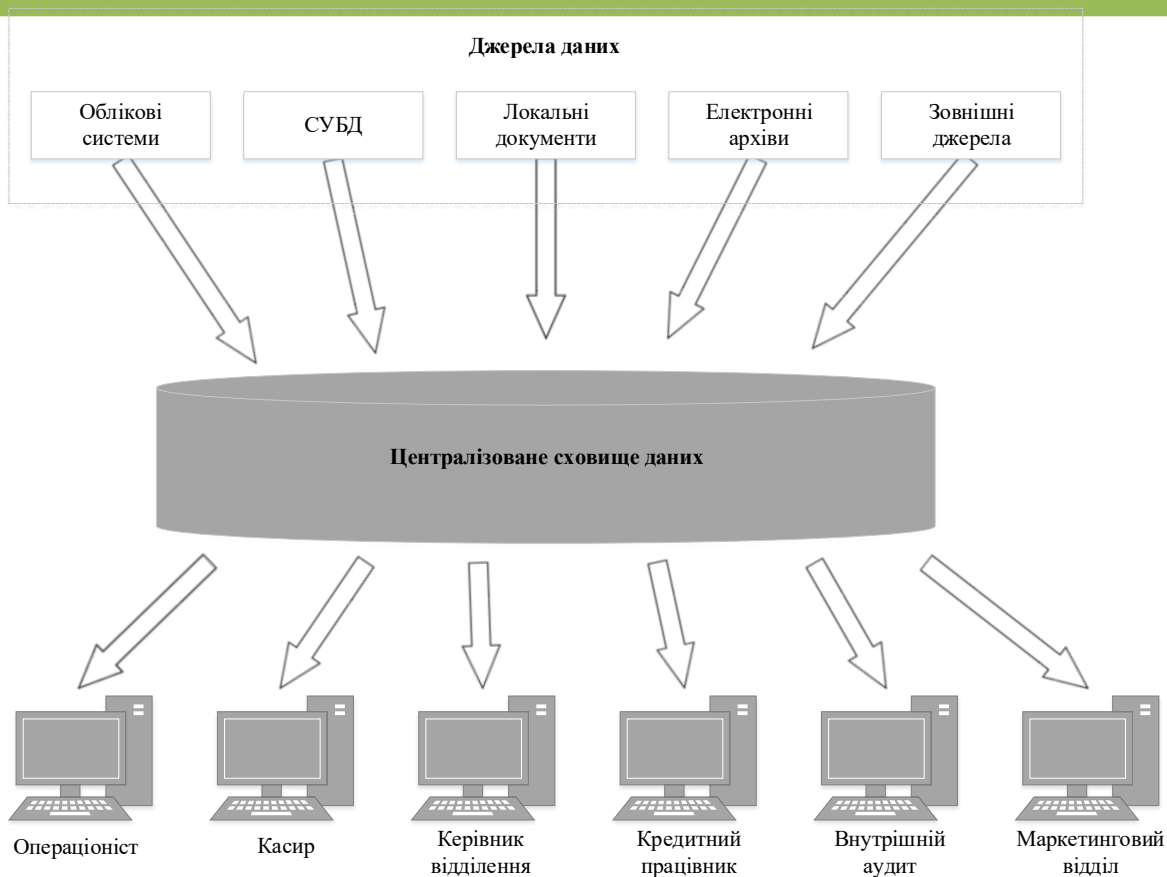 Джерела даних
Облікові
системи
СУБД
Локальні
документи
Електронні
архіви
Зовнішні
джерела
Централізоване сховище даних
Операціоніст
Касир
Керівник
відділення
Кредитний
працівник
Внутрішній
аудит
Маркетинговий
відділ